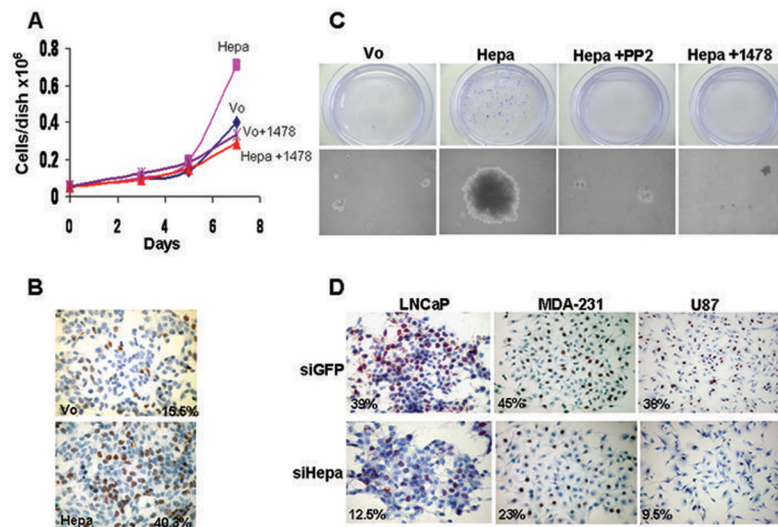 A
Cells/dish x10⁶
0.8
0.6
0.4
0.2
0
0 2 4 6 8
Days
Hepa
Vo
Vo+1478
Hepa +1478
B
Vo 15.5%
Hepa 40.3%
C
Vo Hepa Hepa +PP2 Hepa +1478
D
LNCaP MDA-231 U87
siGFP
39% 45% 38%
siHepa
12.5% 23% 9.5%